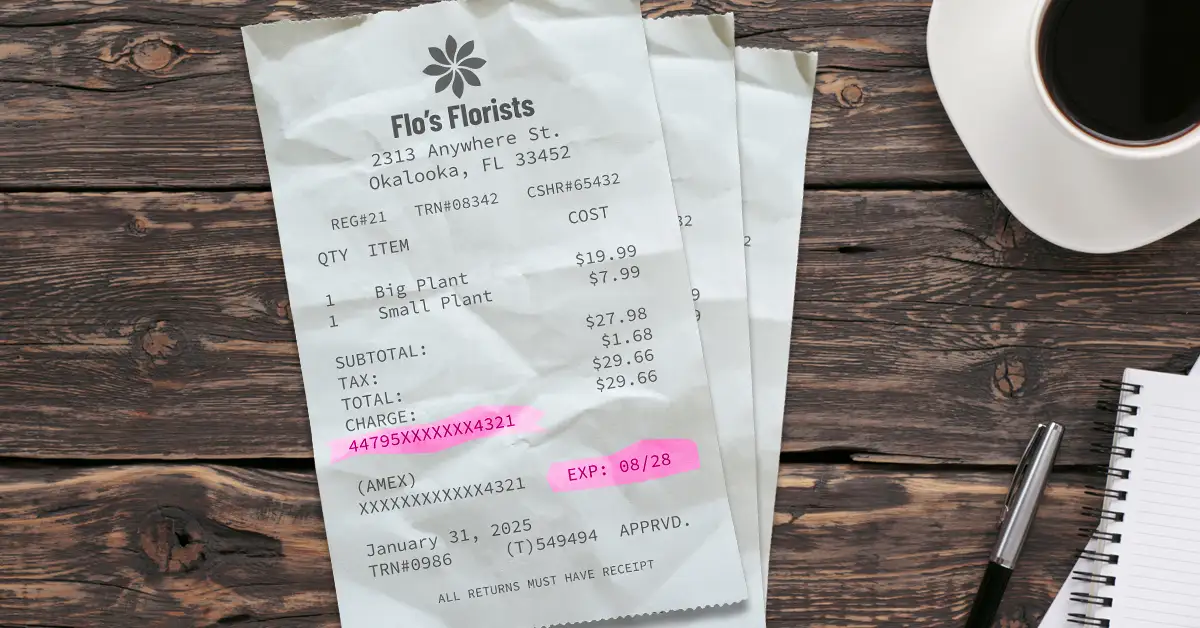 Flo's Florists
2313 Anywhere St.
Okalooka, FL 33452
REG#21 TRN#08342 CSHR#65432
QTY ITEM COST
1 Big Plant $19.99
1 Small Plant $7.99
SUBTOTAL: $27.98
TAX: $1.68
TOTAL: $29.66
CHARGE: $29.66
44795XXXXXXX4321
(AMEX) EXP: 08/28
XXXXXXXXXXXX4321
January 31, 2025
TRN#0986 (T)549494 APPRVD.
ALL RETURNS MUST HAVE RECEIPT